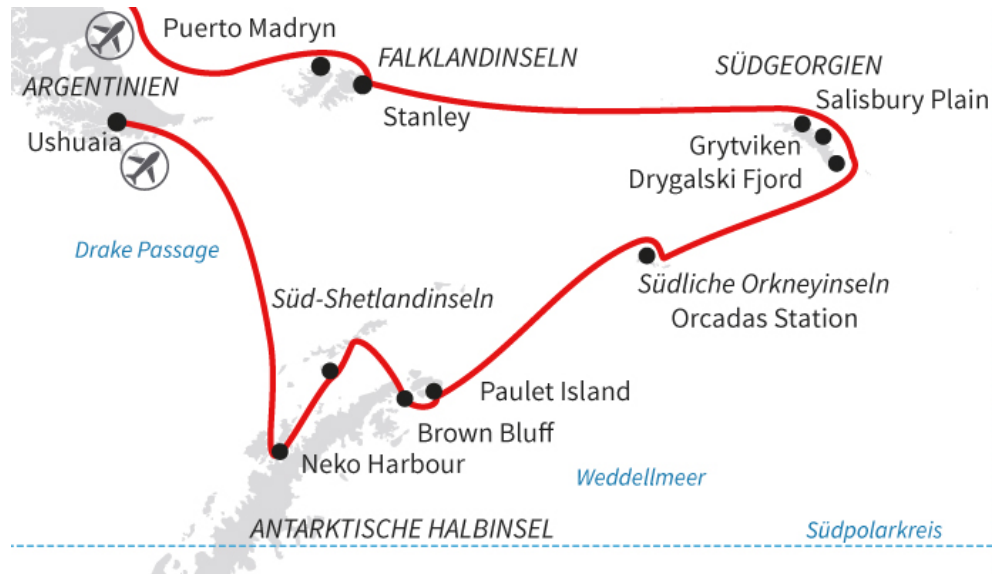 Puerto Madryn
FALKLANDINSELN
ARGENTINIEN
Stanley
SÜDGEORGIEN
Salisbury Plain
Grytviken
Drygalski Fjord
Ushuaia
Drake Passage
Süd-Shetlandinseln
Südliche Orkneyinseln
Orcadas Station
Paulet Island
Brown Bluff
Neko Harbour
Weddellmeer
ANTARKTISCHE HALBINSEL
Südpolarkreis